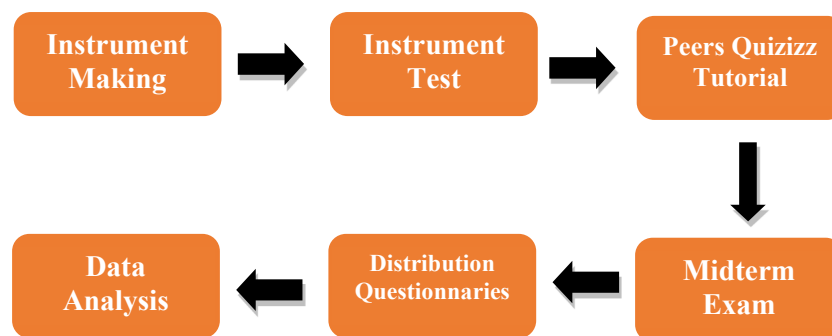 Instrument
Making
Instrument
Test
Peers Quizizz
Tutorial
Midterm
Exam
Distribution
Questionnaries
Data
Analysis